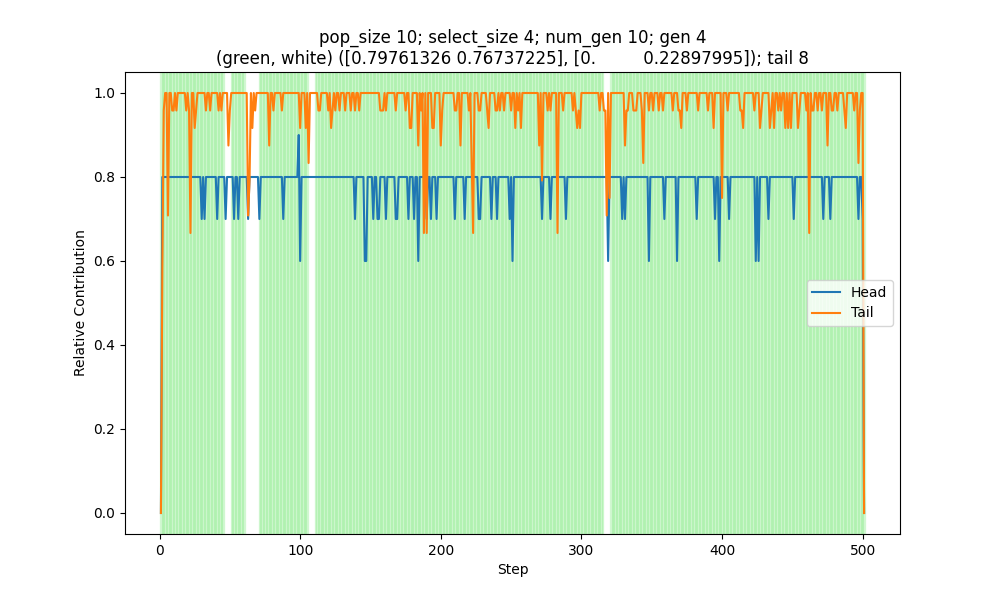 pop_size 10; select_size 4; num_gen 10; gen 4
(green, white) ([0.79761326 0.76737225], [0.         0.22897995]); tail 8
1.0
0.8
0.6
0.4
0.2
0.0
Relative Contribution
Head
Tail
0 100 200 300 400 500
Step